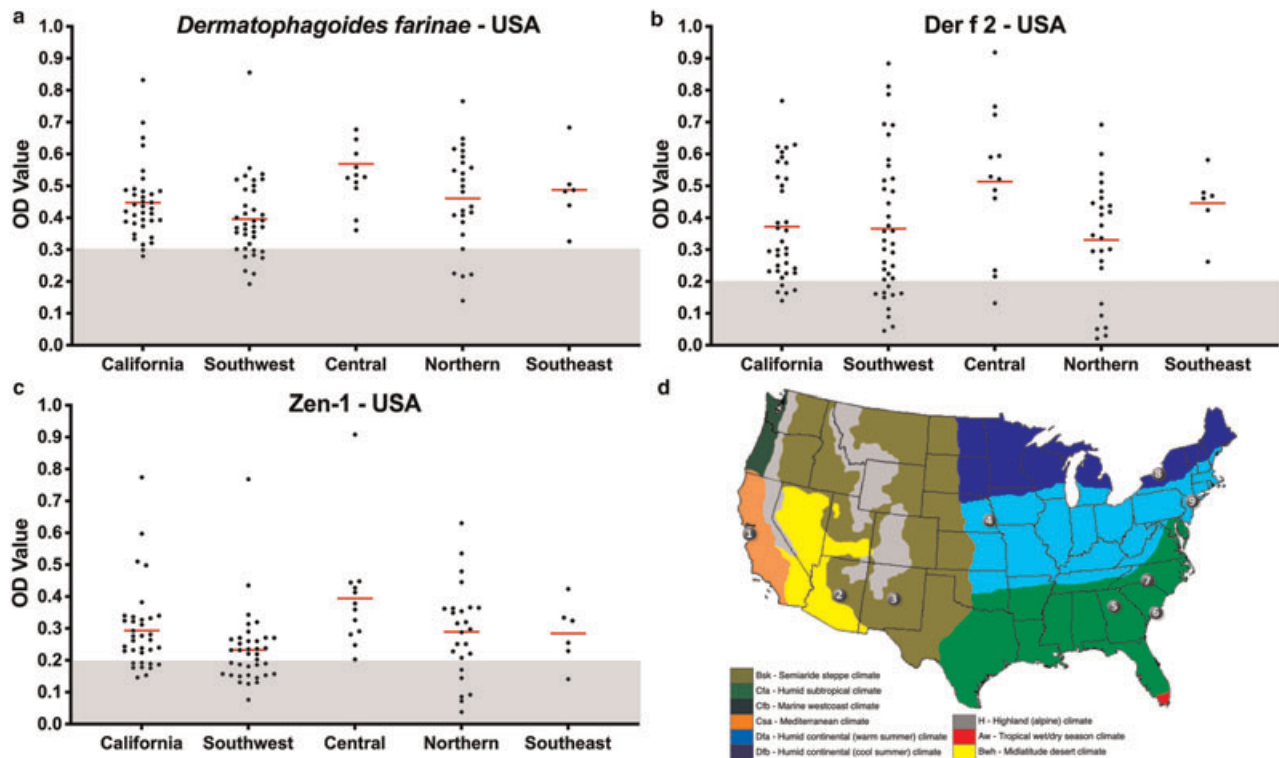 a
Dermatophagoides farinae - USA
OD Value
1.0
0.9
0.8
0.7
0.6
0.5
0.4
0.3
0.2
0.1
0.0
California Southwest Central Northern Southeast
b
Der f 2 - USA
OD Value
1.0
0.9
0.8
0.7
0.6
0.5
0.4
0.3
0.2
0.1
0.0
California Southwest Central Northern Southeast
c
Zen-1 - USA
OD Value
1.0
0.9
0.8
0.7
0.6
0.5
0.4
0.3
0.2
0.1
0.0
California Southwest Central Northern Southeast
d
1
2
3
4
Bsk - Semiaride steppe climate
Cfa - Humid subtropical climate
Cfb - Marine westcoast climate
Csa - Mediterranean climate
Dfa - Humid continental (warm summer) climate
Dfb - Humid continental (cool summer) climate
H - Highland (alpine) climate
Aw - Tropical wet/dry season climate
Bwh - Midlatitude desert climate